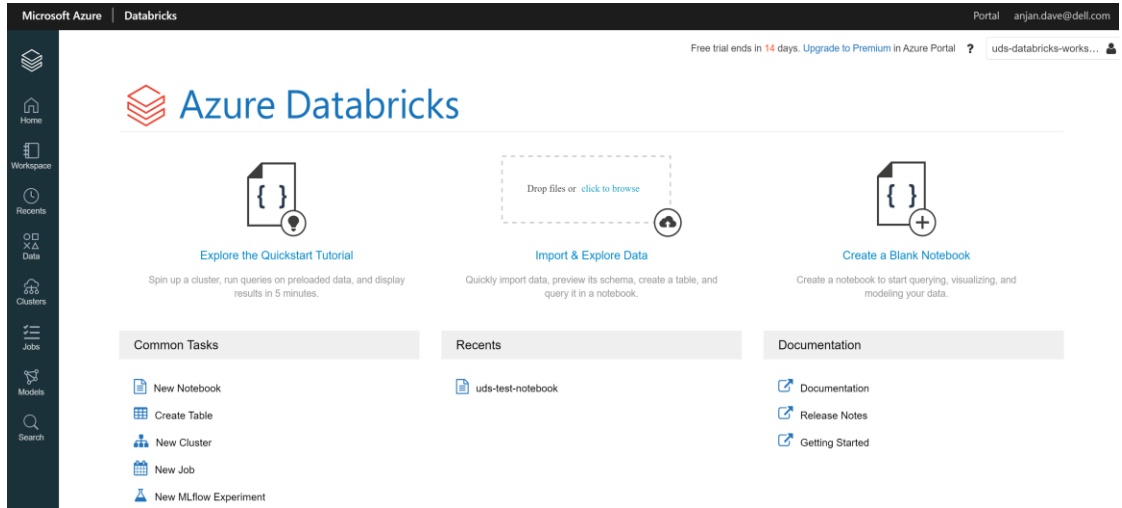 Microsoft Azure | Databricks Portal anjan.dave@dell.com
Free trial ends in 14 days. Upgrade to Premium in Azure Portal ? uds-databricks-works...
Home
Workspace
Recents
Data
Clusters
Jobs
Models
Search
Azure Databricks
{ }
Drop files or click to browse
{ }
Explore the Quickstart Tutorial
Spin up a cluster, run queries on preloaded data, and display
results in 5 minutes.
Import & Explore Data
Quickly import data, preview its schema, create a table, and
query it in a notebook.
Create a Blank Notebook
Create a notebook to start querying, visualizing, and
modeling your data.
Common Tasks
New Notebook
Create Table
New Cluster
New Job
New MLflow Experiment
Recents
uds-test-notebook
Documentation
Documentation
Release Notes
Getting Started